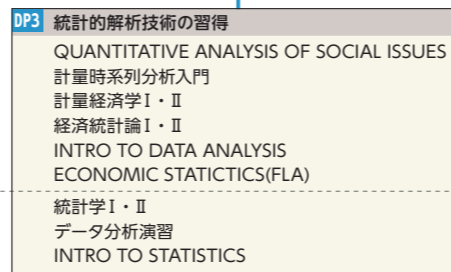 DP3 統計的解析技術の習得
QUANTITATIVE ANALYSIS OF SOCIAL ISSUES
計量時系列分析入門
計量経済学Ⅰ・Ⅱ
経済統計論Ⅰ・Ⅱ
INTRO TO DATA ANALYSIS
ECONOMIC STATICTICS(FLA)
統計学Ⅰ・Ⅱ
データ分析演習
INTRO TO STATISTICS